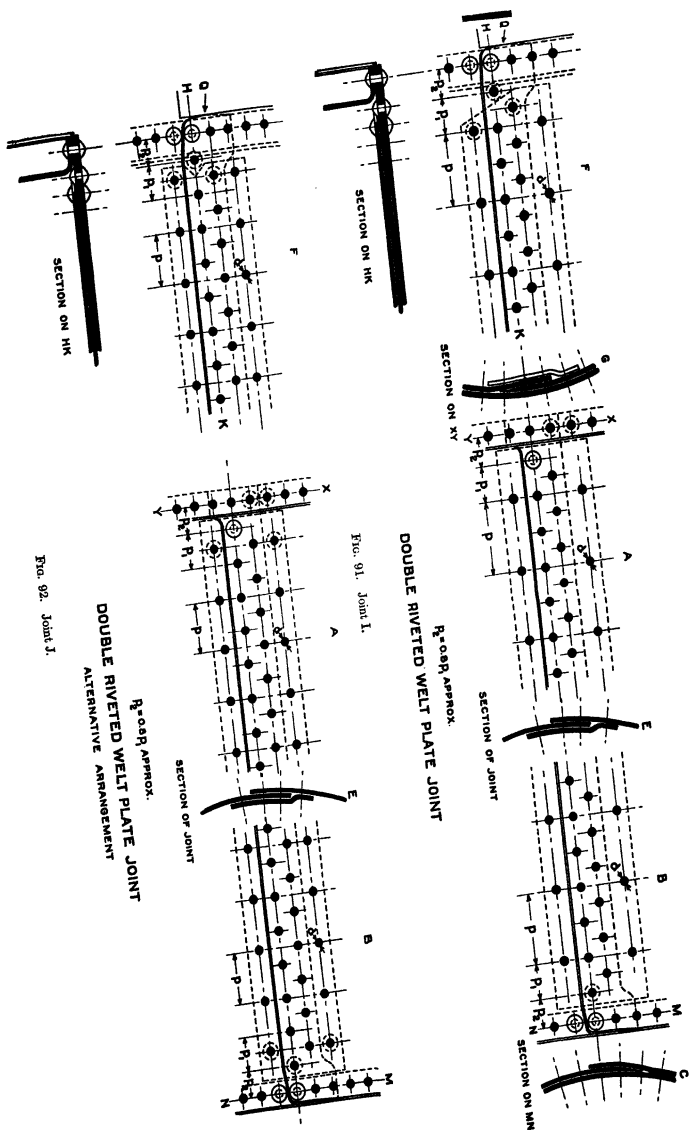 Q
H
P₂
P₁
P
d
F
K
SECTION ON HK
G
SECTION ON XY
X
Y
P₂
P₁
P
d
A
E
SECTION OF JOINT
d
B
P
P₁
P₂
M
N
C
SECTION ON MN
P₂=0.8P₁ APPROX.
DOUBLE RIVETED WELT PLATE JOINT
FIG. 91. Joint I.
Q
H
P₂
P₁
P
d
F
K
SECTION ON HK
X
Y
P₂
P₁
P
d
A
E
SECTION OF JOINT
d
B
P
P₁
P₂
M
N
P₂=0.8P₁ APPROX.
DOUBLE RIVETED WELT PLATE JOINT
ALTERNATIVE ARRANGEMENT
FIG. 92. Joint J.